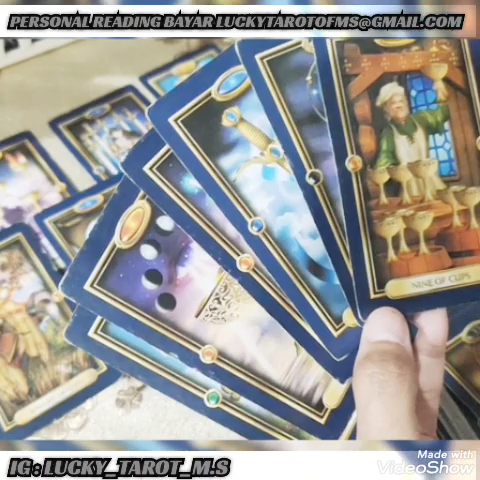 PERSONAL READING BAYAR LUCKYTAROTOFMS@GMAIL.COM
NINE OF CUPS
IG : LUCKY_TAROT_M.S
Made with
VideoShow